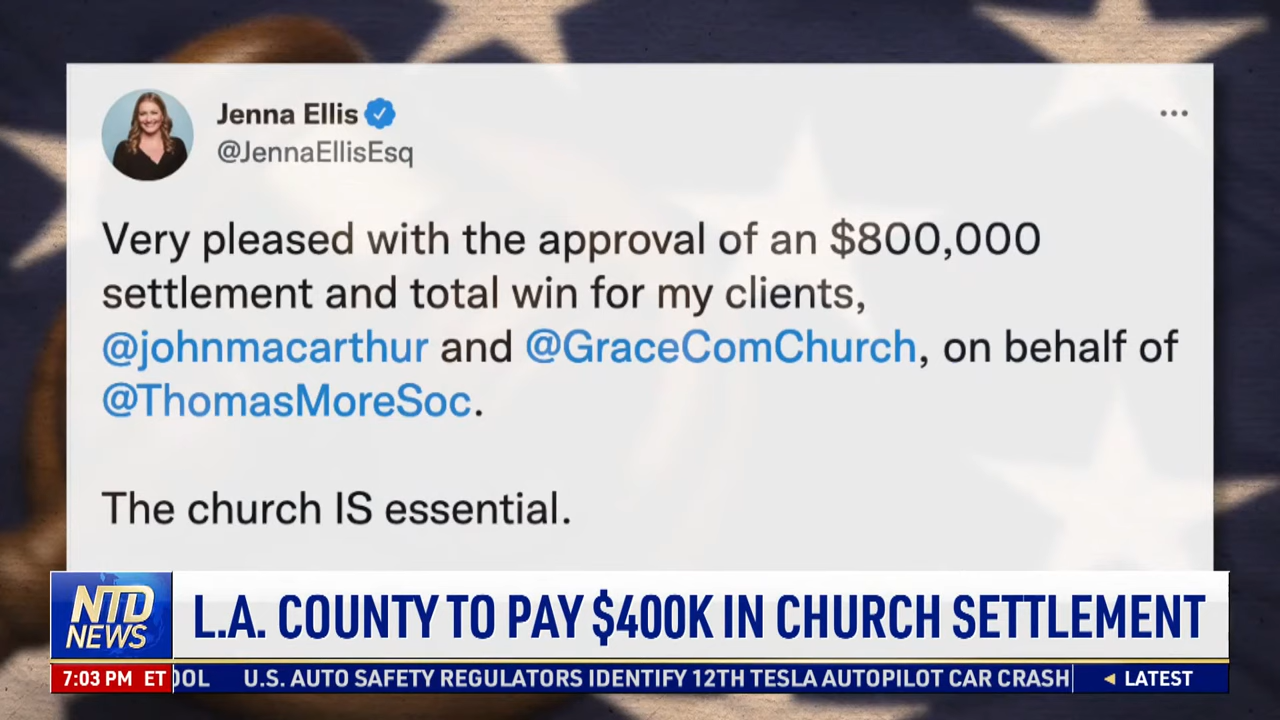 Jenna Ellis
@JennaEllisEsq
Very pleased with the approval of an $800,000
settlement and total win for my clients,
@johnmacarthur and @GraceComChurch, on behalf of
@ThomasMoreSoc.
The church IS essential.
NTD
NEWS
L.A. COUNTY TO PAY $400K IN CHURCH SETTLEMENT
7:03 PM ET OOL U.S. AUTO SAFETY REGULATORS IDENTIFY 12TH TESLA AUTOPILOT CAR CRASH LATEST